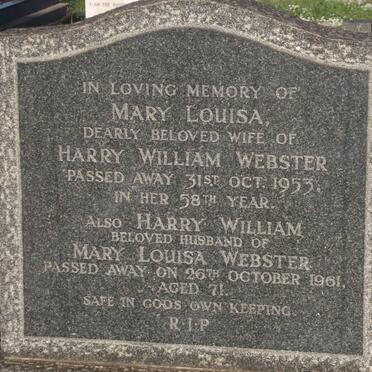 IN LOVING MEMORY OF
MARY LOUISA,
DEARLY BELOVED WIFE OF
HARRY WILLIAM WEBSTER
PASSED AWAY 31ST OCT. 1953.
IN HER 58TH YEAR.
ALSO HARRY WILLIAM
BELOVED HUSBAND OF
MARY LOUISA WEBSTER
PASSED AWAY ON 26TH OCTOBER 1961.
AGED 71.
SAFE IN GODS OWN KEEPING.
R.I.P